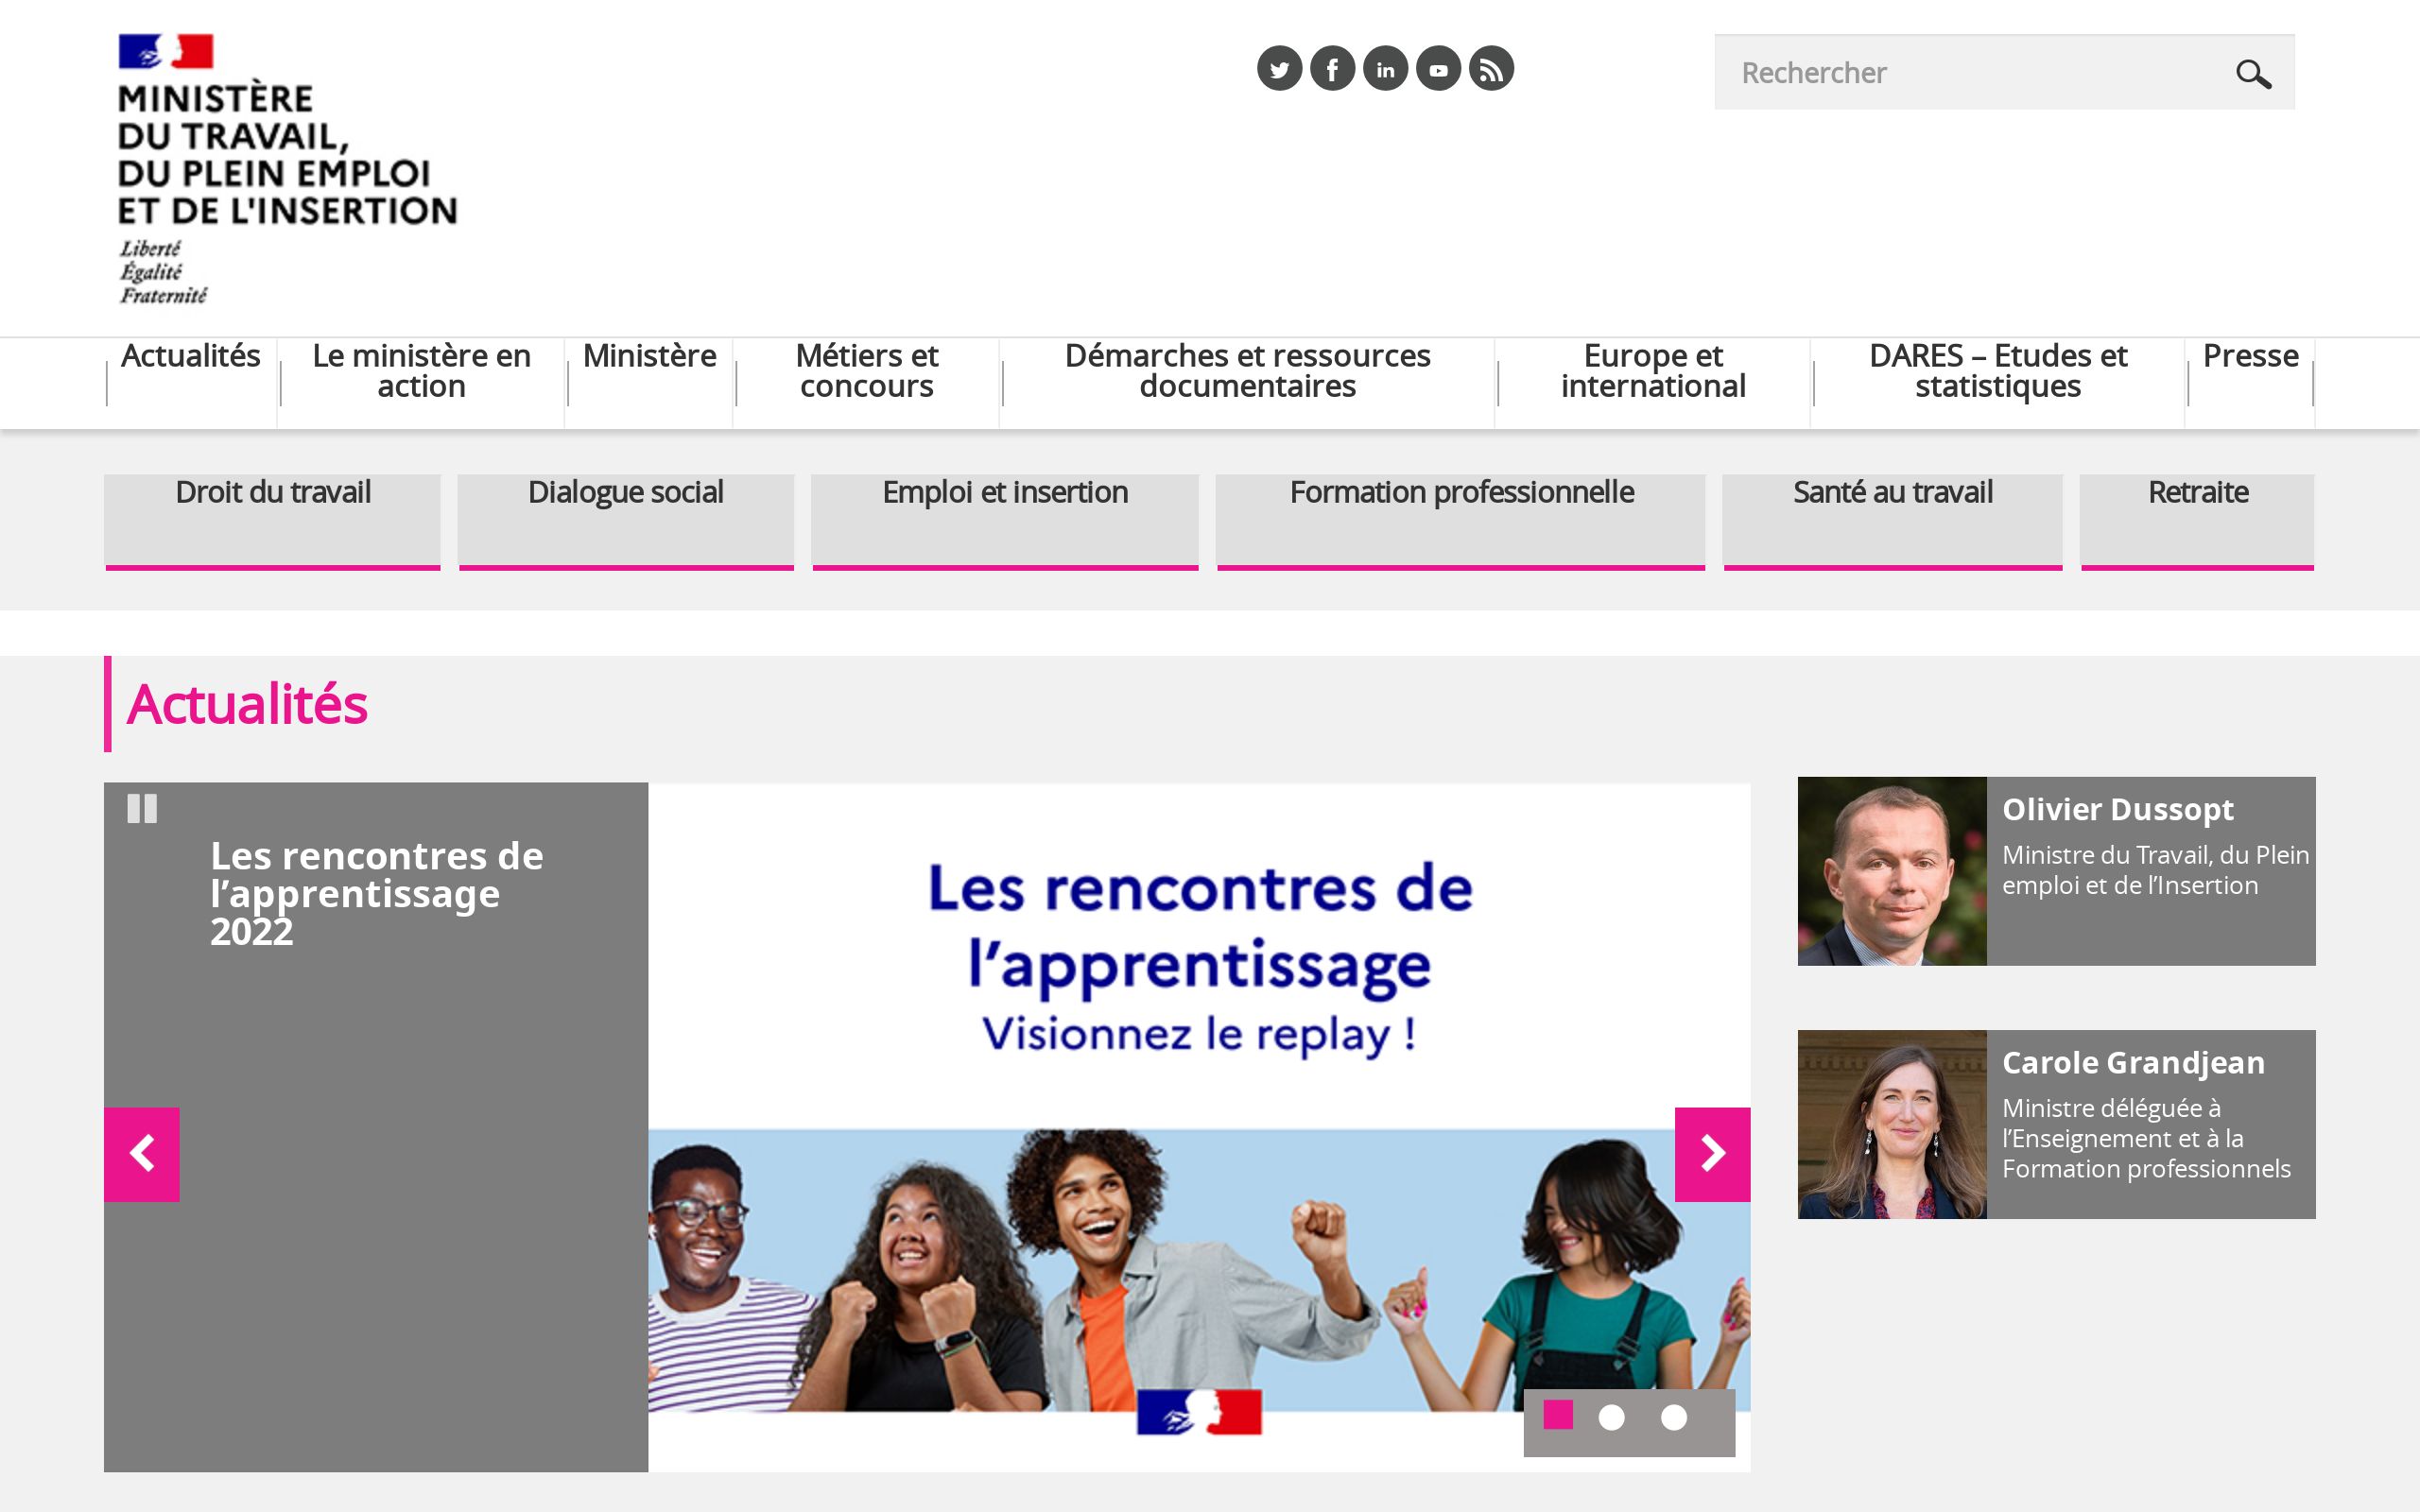 MINISTÈRE
DU TRAVAIL,
DU PLEIN EMPLOI
ET DE L'INSERTION
Liberté
Égalité
Fraternité
Rechercher
Actualités
Le ministère en
action
Ministère
Métiers et
concours
Démarches et ressources
documentaires
Europe et
international
DARES – Etudes et
statistiques
Presse
Droit du travail
Dialogue social
Emploi et insertion
Formation professionnelle
Santé au travail
Retraite
Actualités
Les rencontres de
l’apprentissage
2022
Les rencontres de
l’apprentissage
Visionnez le replay !
Olivier Dussopt
Ministre du Travail, du Plein
emploi et de l’Insertion
Carole Grandjean
Ministre déléguée à
l’Enseignement et à la
Formation professionnels